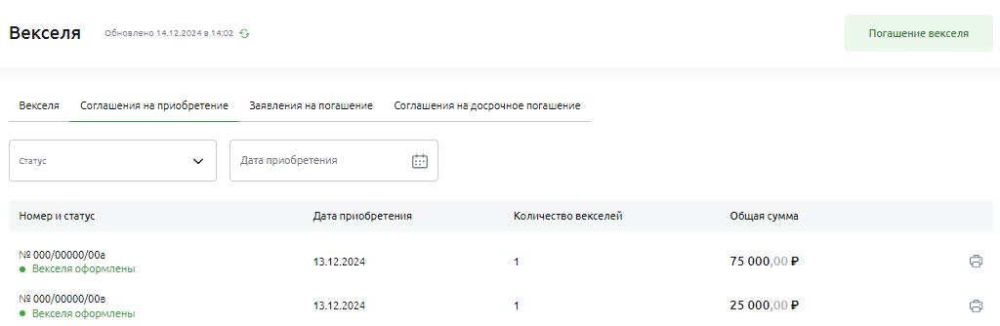 Векселя Обновлено 14.12.2024 в 14:02 Погашение векселя
Векселя Соглашения на приобретение Заявления на погашение Соглашения на досрочное погашение
Статус Дата приобретения
Номер и статус Дата приобретения Количество векселей Общая сумма
№ 000/00000/00а
Векселя оформлены 13.12.2024 1 75 000,00 ₽
№ 000/00000/00в
Векселя оформлены 13.12.2024 1 25 000,00 ₽